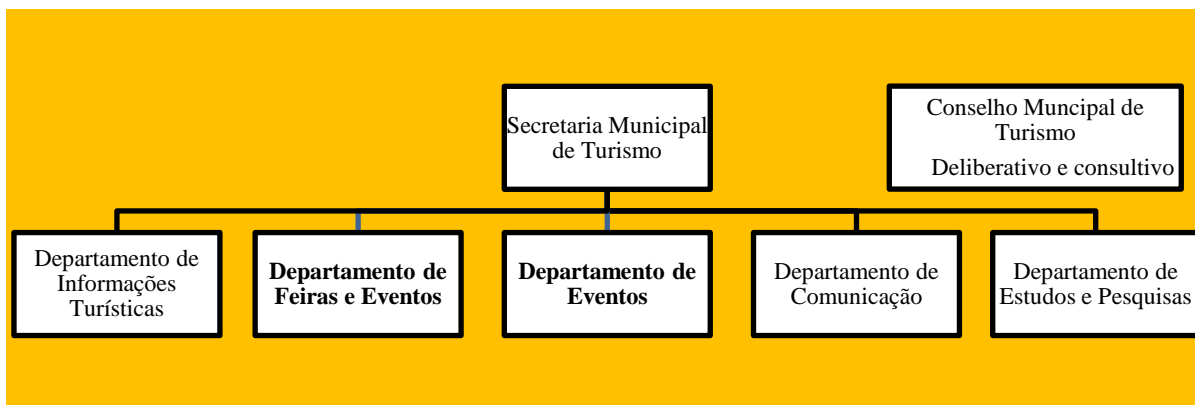 Secretaria Municipal
de Turismo
Conselho Muncipal de
Turismo
Deliberativo e consultivo
Departamento de
Informações
Turísticas
Departamento de
Feiras e Eventos
Departamento de
Eventos
Departamento de
Comunicação
Departamento de
Estudos e Pesquisas